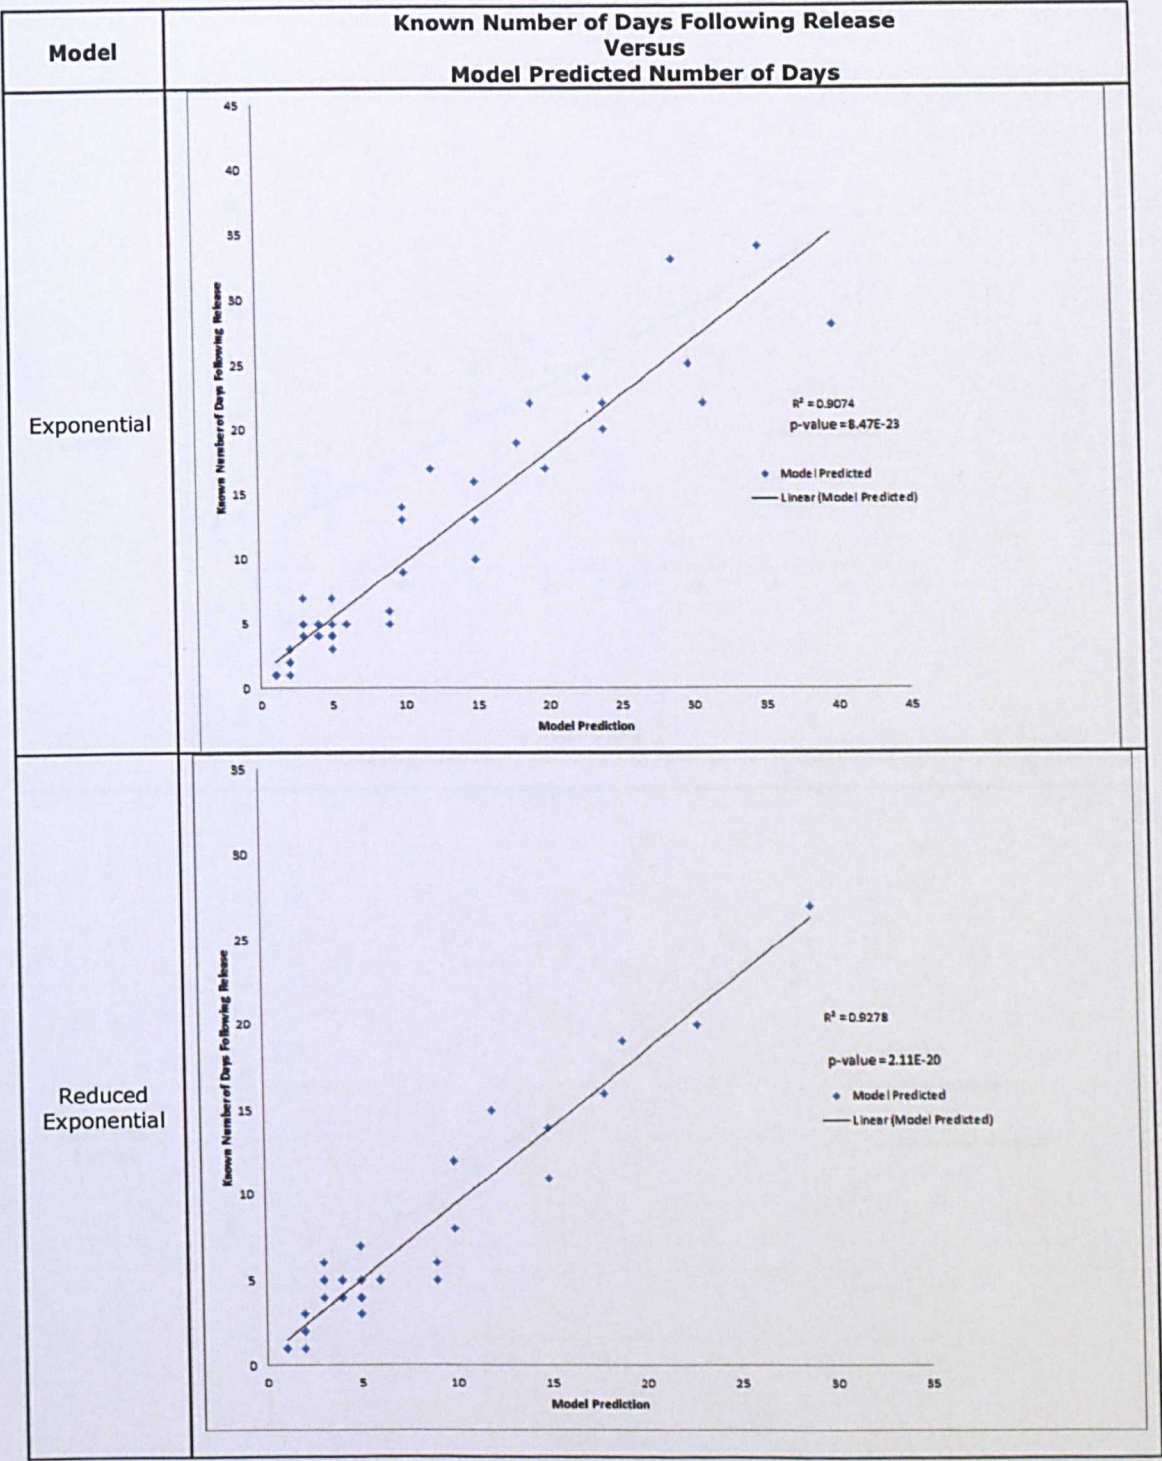 Model
Known Number of Days Following Release
Versus
Model Predicted Number of Days
Exponential
45
40
35
30
25
20
15
10
5
0
Known Number of Days Following Release
R² = 0.9074
p-value = 8.47E-23
Model Predicted
Linear (Model Predicted)
0 5 10 15 20 25 30 35 40 45
Model Prediction
Reduced
Exponential
35
30
25
20
15
10
5
0
Known Number of Days Following Release
R² = 0.9278
p-value = 2.11E-20
Model Predicted
Linear (Model Predicted)
0 5 10 15 20 25 30 35
Model Prediction